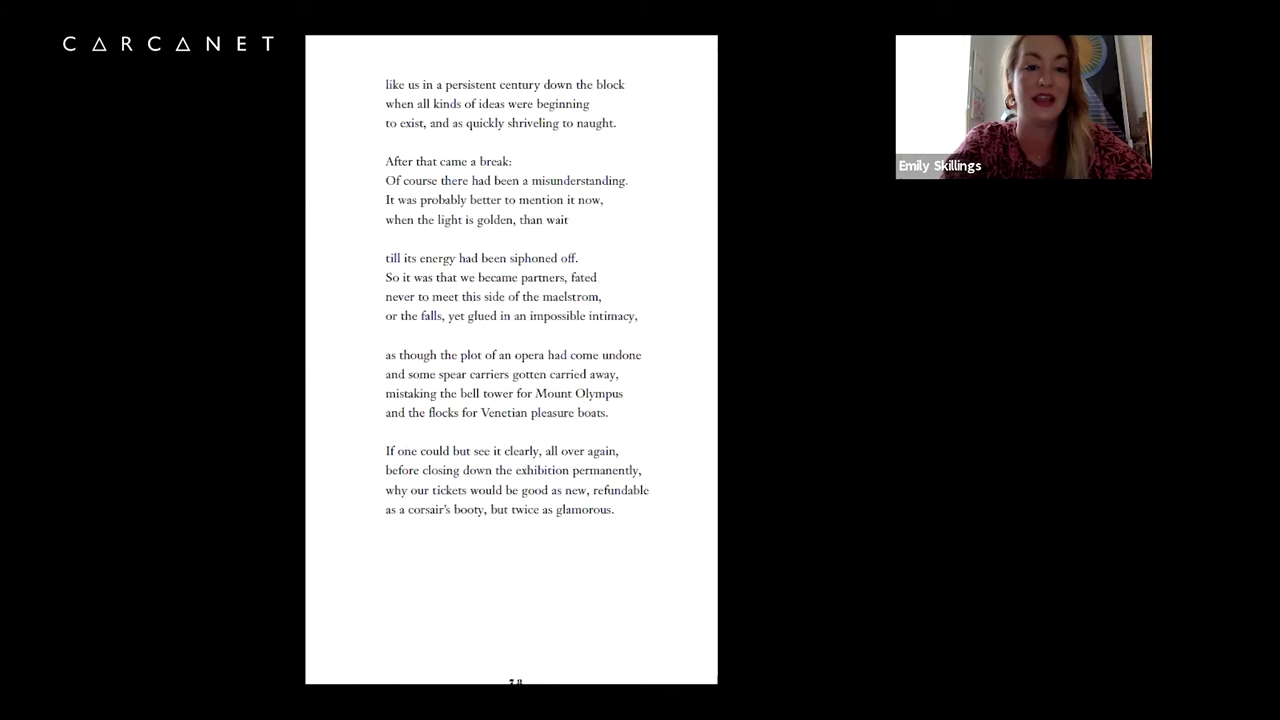 CARCANET
like us in a persistent century down the block
when all kinds of ideas were beginning
to exist, and as quickly shriveling to naught.
After that came a break:
Of course there had been a misunderstanding.
It was probably better to mention it now,
when the light is golden, than wait
till its energy had been siphoned off.
So it was that we became partners, fated
never to meet this side of the maelstrom,
or the falls, yet glued in an impossible intimacy,
as though the plot of an opera had come undone
and some spear carriers gotten carried away,
mistaking the bell tower for Mount Olympus
and the flocks for Venetian pleasure boats.
If one could but see it clearly, all over again,
before closing down the exhibition permanently,
why our tickets would be good as new, refundable
as a corsair's booty, but twice as glamorous.
Emily Skillings